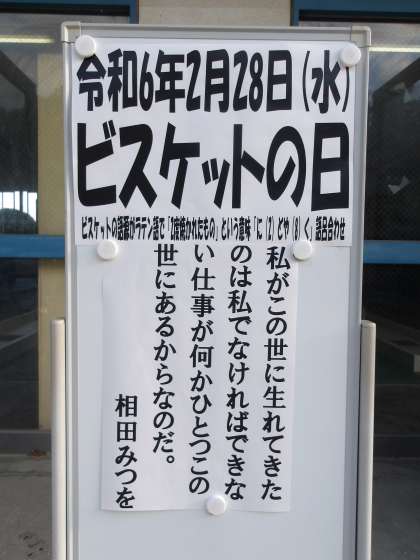 令和6年2月28日(水)
ビスケットの日
ビスケットの語源がラテン語で「2度焼かれたもの」という意味「に(2)どや(8)く」語呂合わせ
私がこの世に生れてきた
のは私でなければできな
い仕事が何かひとつこの
世にあるからなのだ。
相田みつを